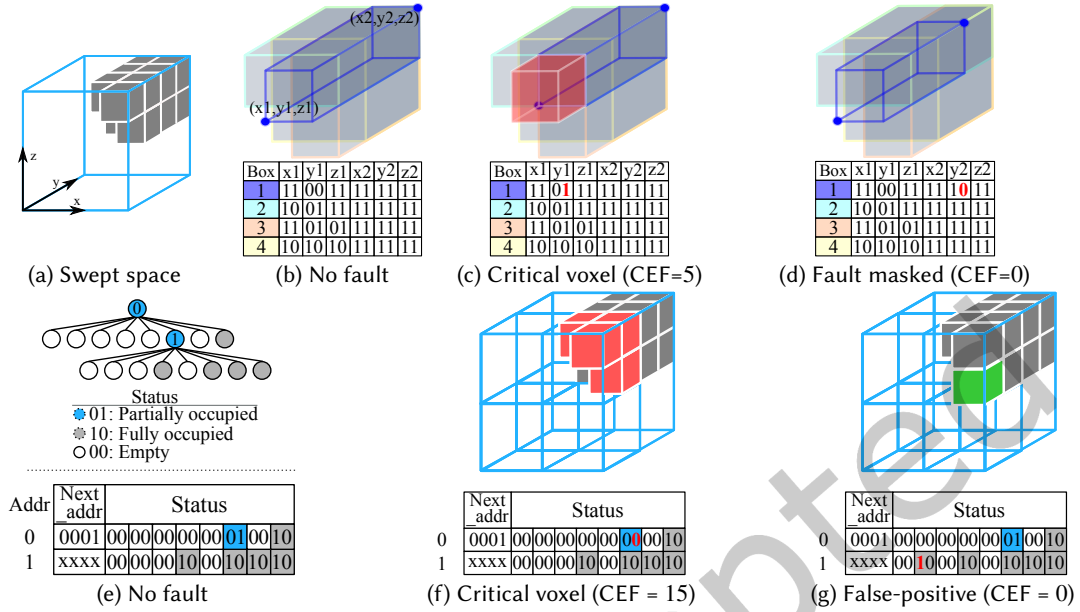 (x2,y2,z2)
(x1,y1,z1)
(x2,y2,z2)
z
y
x
Box x1 y1 z1 x2 y2 z2
1 11 00 11 11 11 11
2 10 01 11 11 11 11
3 11 01 01 11 11 11
4 10 10 10 11 11 11
Box x1 y1 z1 x2 y2 z2
1 11 01 11 11 11 11
2 10 01 11 11 11 11
3 11 01 01 11 11 11
4 10 10 10 11 11 11
Box x1 y1 z1 x2 y2 z2
1 11 00 11 11 10 11
2 10 01 11 11 11 11
3 11 01 01 11 11 11
4 10 10 10 11 11 11
(a) Swept space
(b) No fault
(c) Critical voxel (CEF=5)
(d) Fault masked (CEF=0)
0
1
Status
01: Partially occupied
10: Fully occupied
00: Empty
Addr Next_addr Status
0 0001 00 00 00 00 00 01 00 10
1 xxxx 00 00 00 10 00 10 10 10
(e) No fault
Next_addr Status
0 0001 00 00 00 00 00 00 00 10
1 xxxx 00 00 00 10 00 10 10 10
(f) Critical voxel (CEF = 15)
Next_addr Status
0 0001 00 00 00 00 00 01 00 10
1 xxxx 00 10 00 10 00 10 10 10
(g) False-positive (CEF = 0)
pted